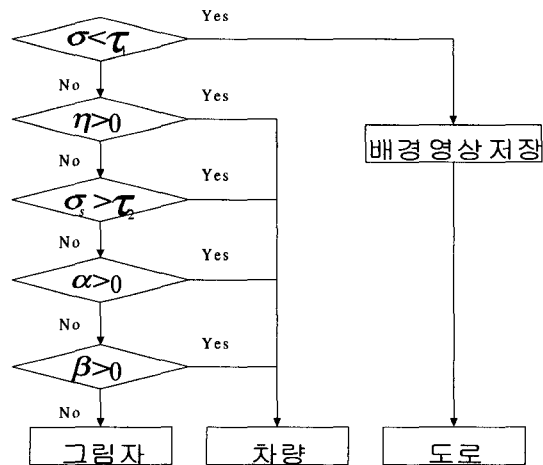 Yes
σ<τ₁
No
Yes
η>0
배경 영상 저장
No
Yes
σₛ>τ₂
No
Yes
α>0
No
Yes
β>0
No
그림자
차량
도로